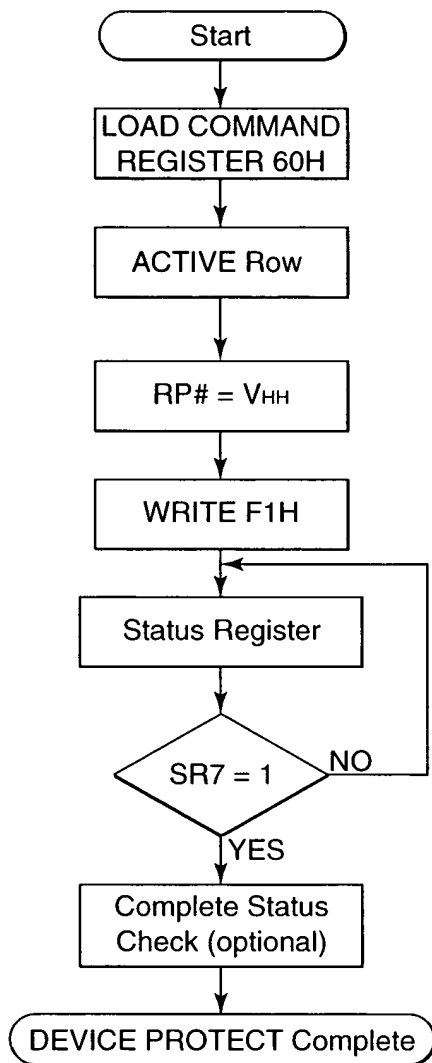 Start
LOAD COMMAND
REGISTER 60H
ACTIVE Row
RP# = VHH
WRITE F1H
Status Register
SR7 = 1
NO
YES
Complete Status
Check (optional)
DEVICE PROTECT Complete